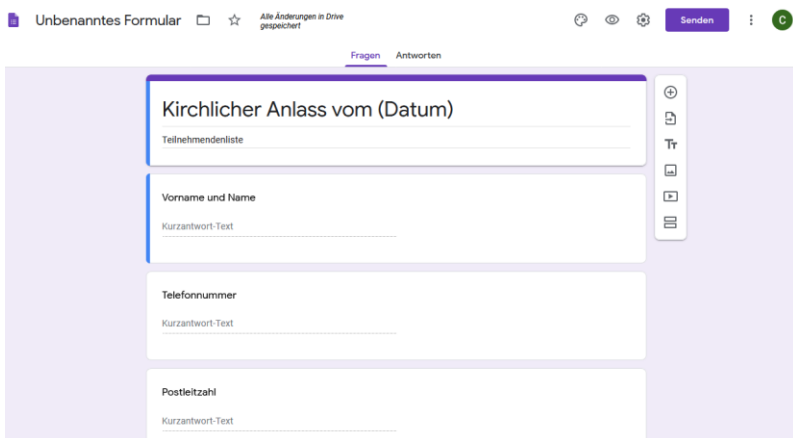 Unbenanntes Formular
Alle Änderungen in Drive
gespeichert
Senden
C
Fragen Antworten
Kirchlicher Anlass vom (Datum)
Teilnehmendenliste
Tт
Vorname und Name
Kurzantwort-Text
Telefonnummer
Kurzantwort-Text
Postleitzahl
Kurzantwort-Text